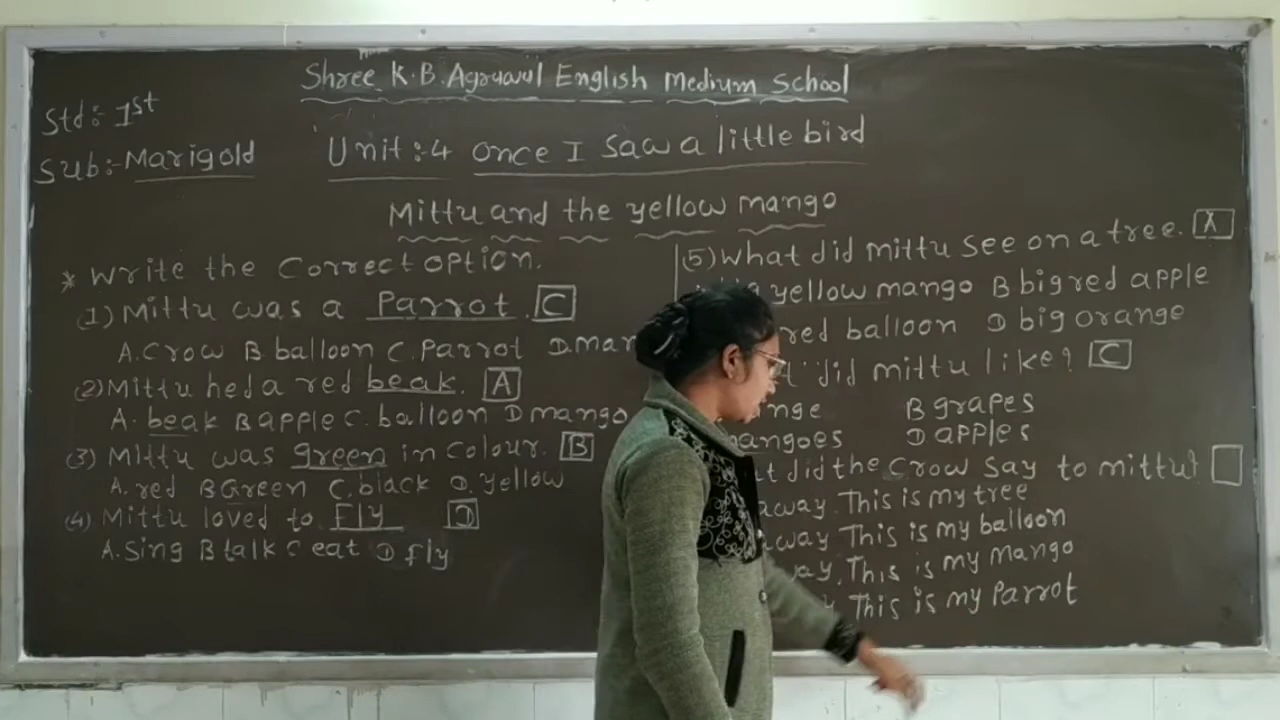 Shree K.B. Agrawal English Medium School
Std:- 1st
Sub:- Marigold
Unit:-4 Once I saw a little bird
Mittu and the yellow mango
* Write the Correct option.
(1) Mittu was a Parrot. C
A. Crow B balloon C. Parrot D.
(2) Mittu hed a red beak. A
A. beak B apple C. balloon D mango
(3) Mittu was green in colour. B
A. red B Green C. black D. yellow
(4) Mittu loved to Fly D
A. Sing B talk C eat D fly
(5) What did mittu see on a tree. A
yellow mango B big red apple
red balloon D big orange
did mittu like? C
B grapes
mangoes D apples
did the Crow Say to mittu?
away. This is my tree
away This is my balloon
This is my Mango
This is my Parrot